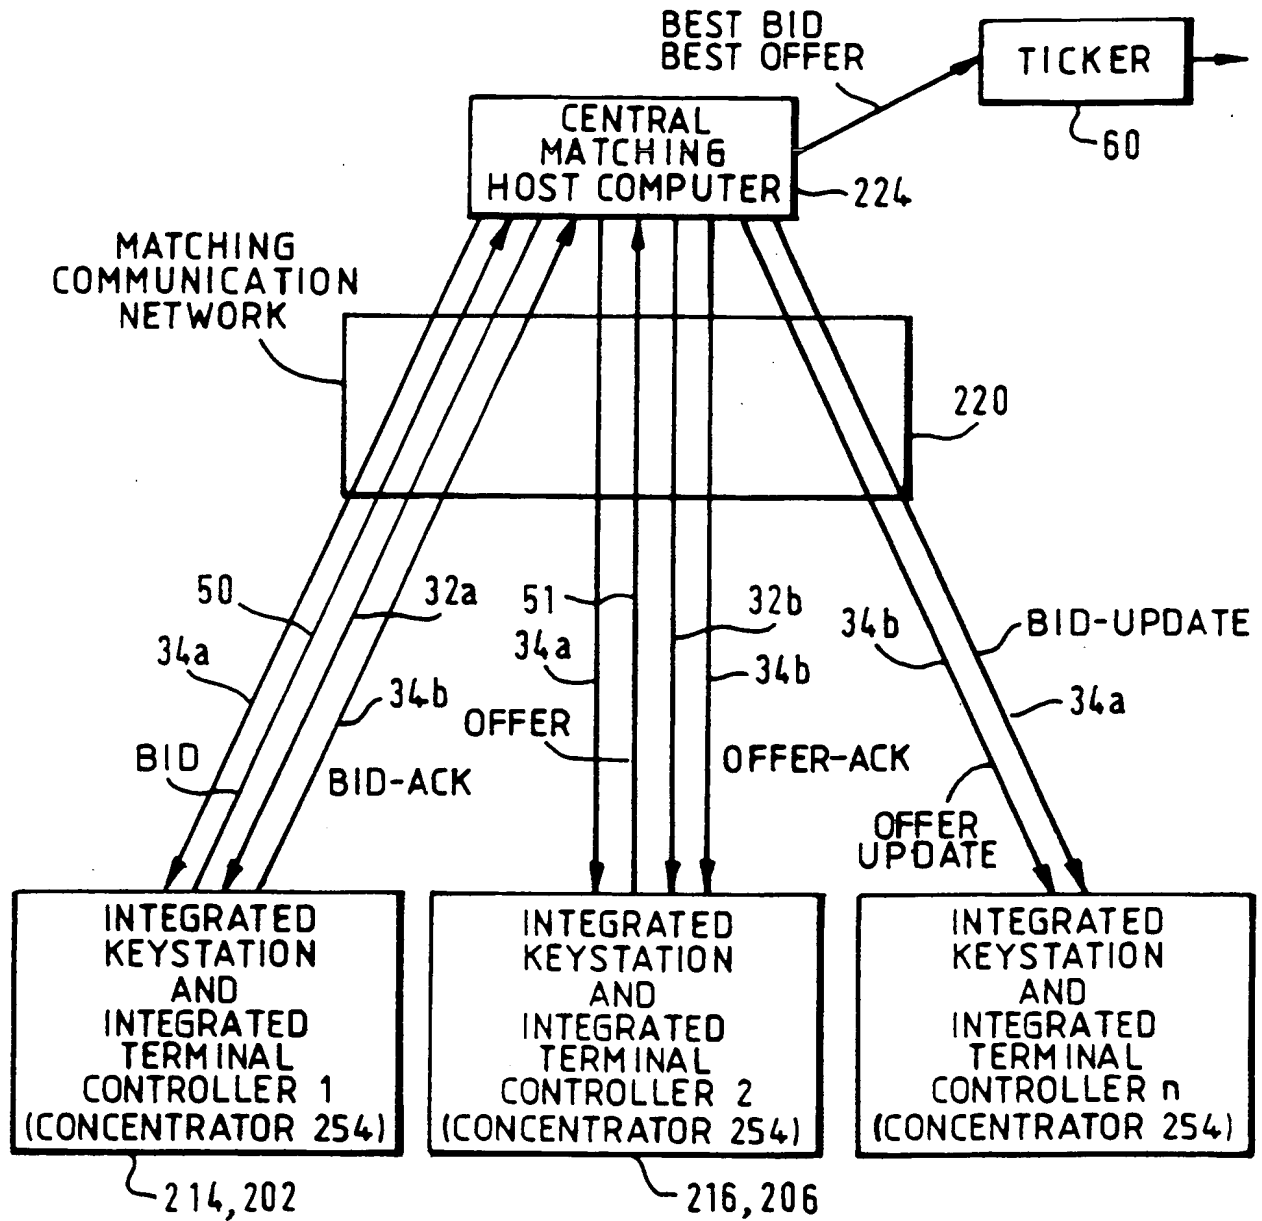 BEST BID
BEST OFFER
TICKER
60
CENTRAL
MATCHING
HOST COMPUTER
224
MATCHING
COMMUNICATION
NETWORK
220
50
32a
34a
34b
BID
BID-ACK
51
34a
32b
34b
OFFER
OFFER-ACK
34b
BID-UPDATE
34a
OFFER
UPDATE
INTEGRATED
KEYSTATION
AND
INTEGRATED
TERMINAL
CONTROLLER 1
(CONCENTRATOR 254)
214,202
INTEGRATED
KEYSTATION
AND
INTEGRATED
TERMINAL
CONTROLLER 2
(CONCENTRATOR 254)
216,206
INTEGRATED
KEYSTATION
AND
INTEGRATED
TERMINAL
CONTROLLER n
(CONCENTRATOR 254)